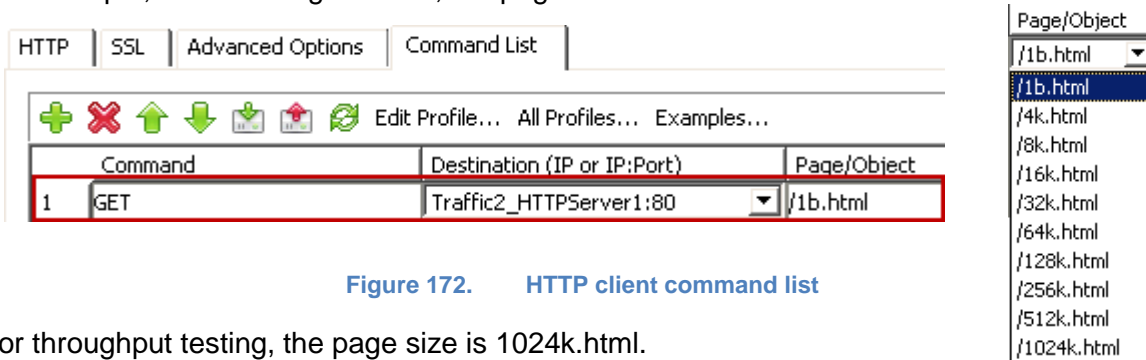 HTTP SSL Advanced Options Command List
Edit Profile... All Profiles... Examples...
Command Destination (IP or IP:Port) Page/Object
1 GET Traffic2_HTTPServer1:80 /1b.html
Figure 172. HTTP client command list
or throughput testing, the page size is 1024k.html.
Page/Object
/1b.html
/1b.html
/4k.html
/8k.html
/16k.html
/32k.html
/64k.html
/128k.html
/256k.html
/512k.html
/1024k.html